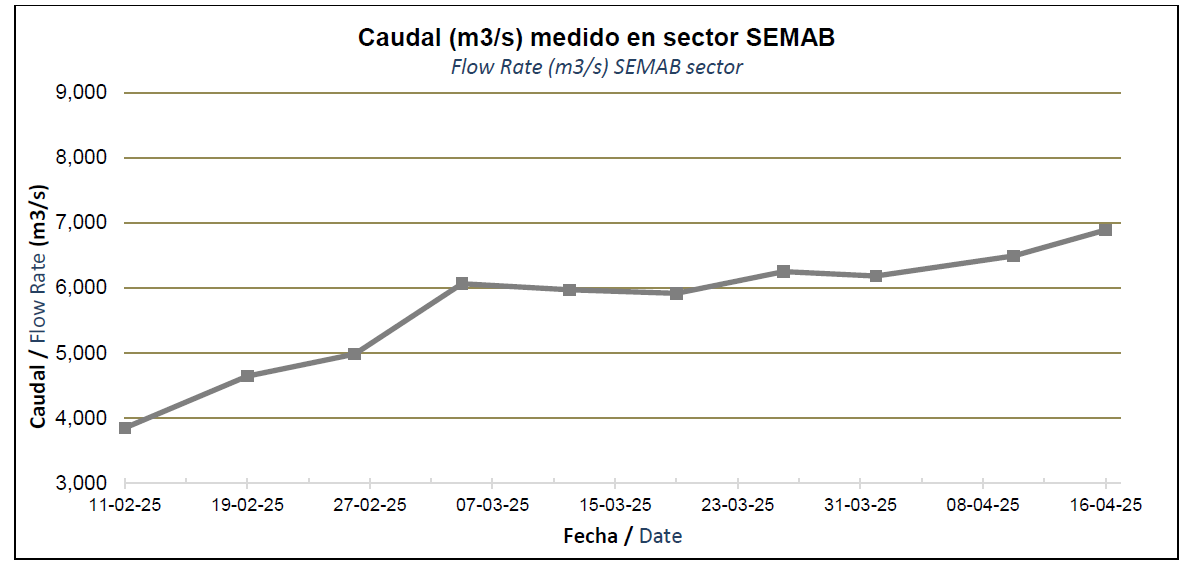 Caudal (m3/s) medido en sector SEMAB
Flow Rate (m3/s) SEMAB sector
Caudal / Flow Rate (m3/s)
9,000
8,000
7,000
6,000
5,000
4,000
3,000
11-02-25 19-02-25 27-02-25 07-03-25 15-03-25 23-03-25 31-03-25 08-04-25 16-04-25
Fecha / Date